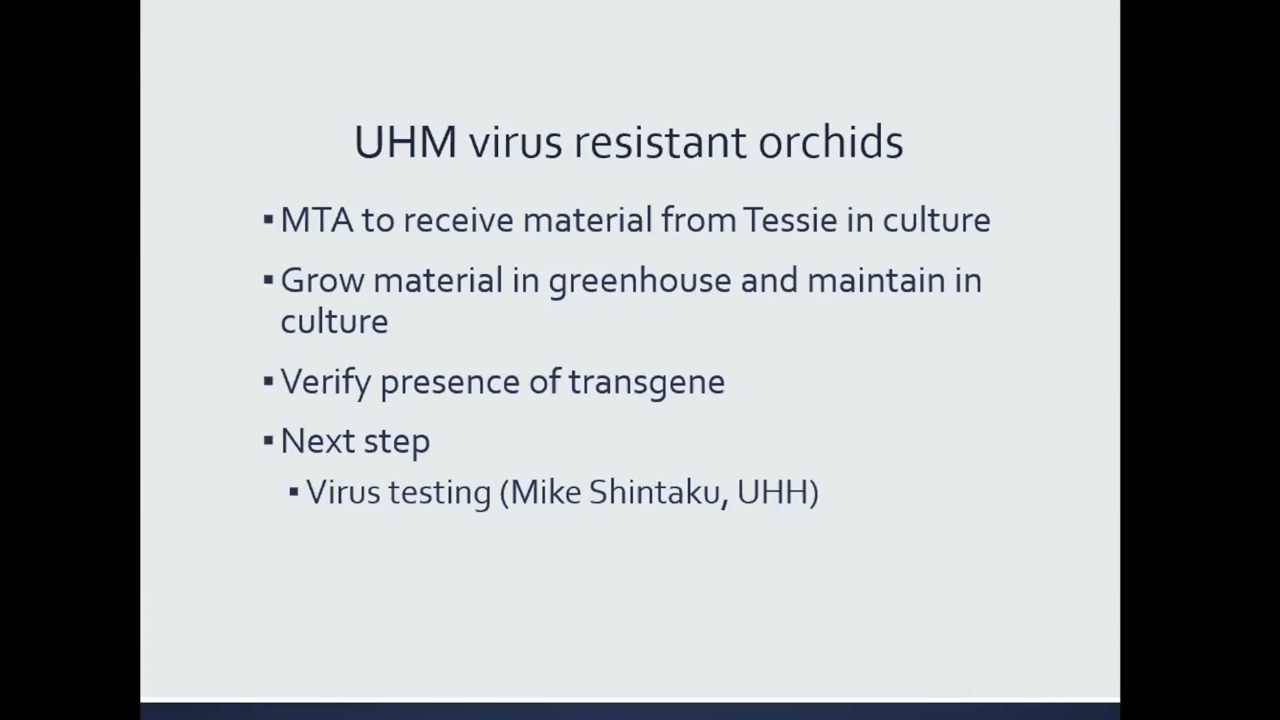 UHM virus resistant orchids
▪ MTA to receive material from Tessie in culture
▪ Grow material in greenhouse and maintain in
culture
▪ Verify presence of transgene
▪ Next step
▪ Virus testing (Mike Shintaku, UHH)